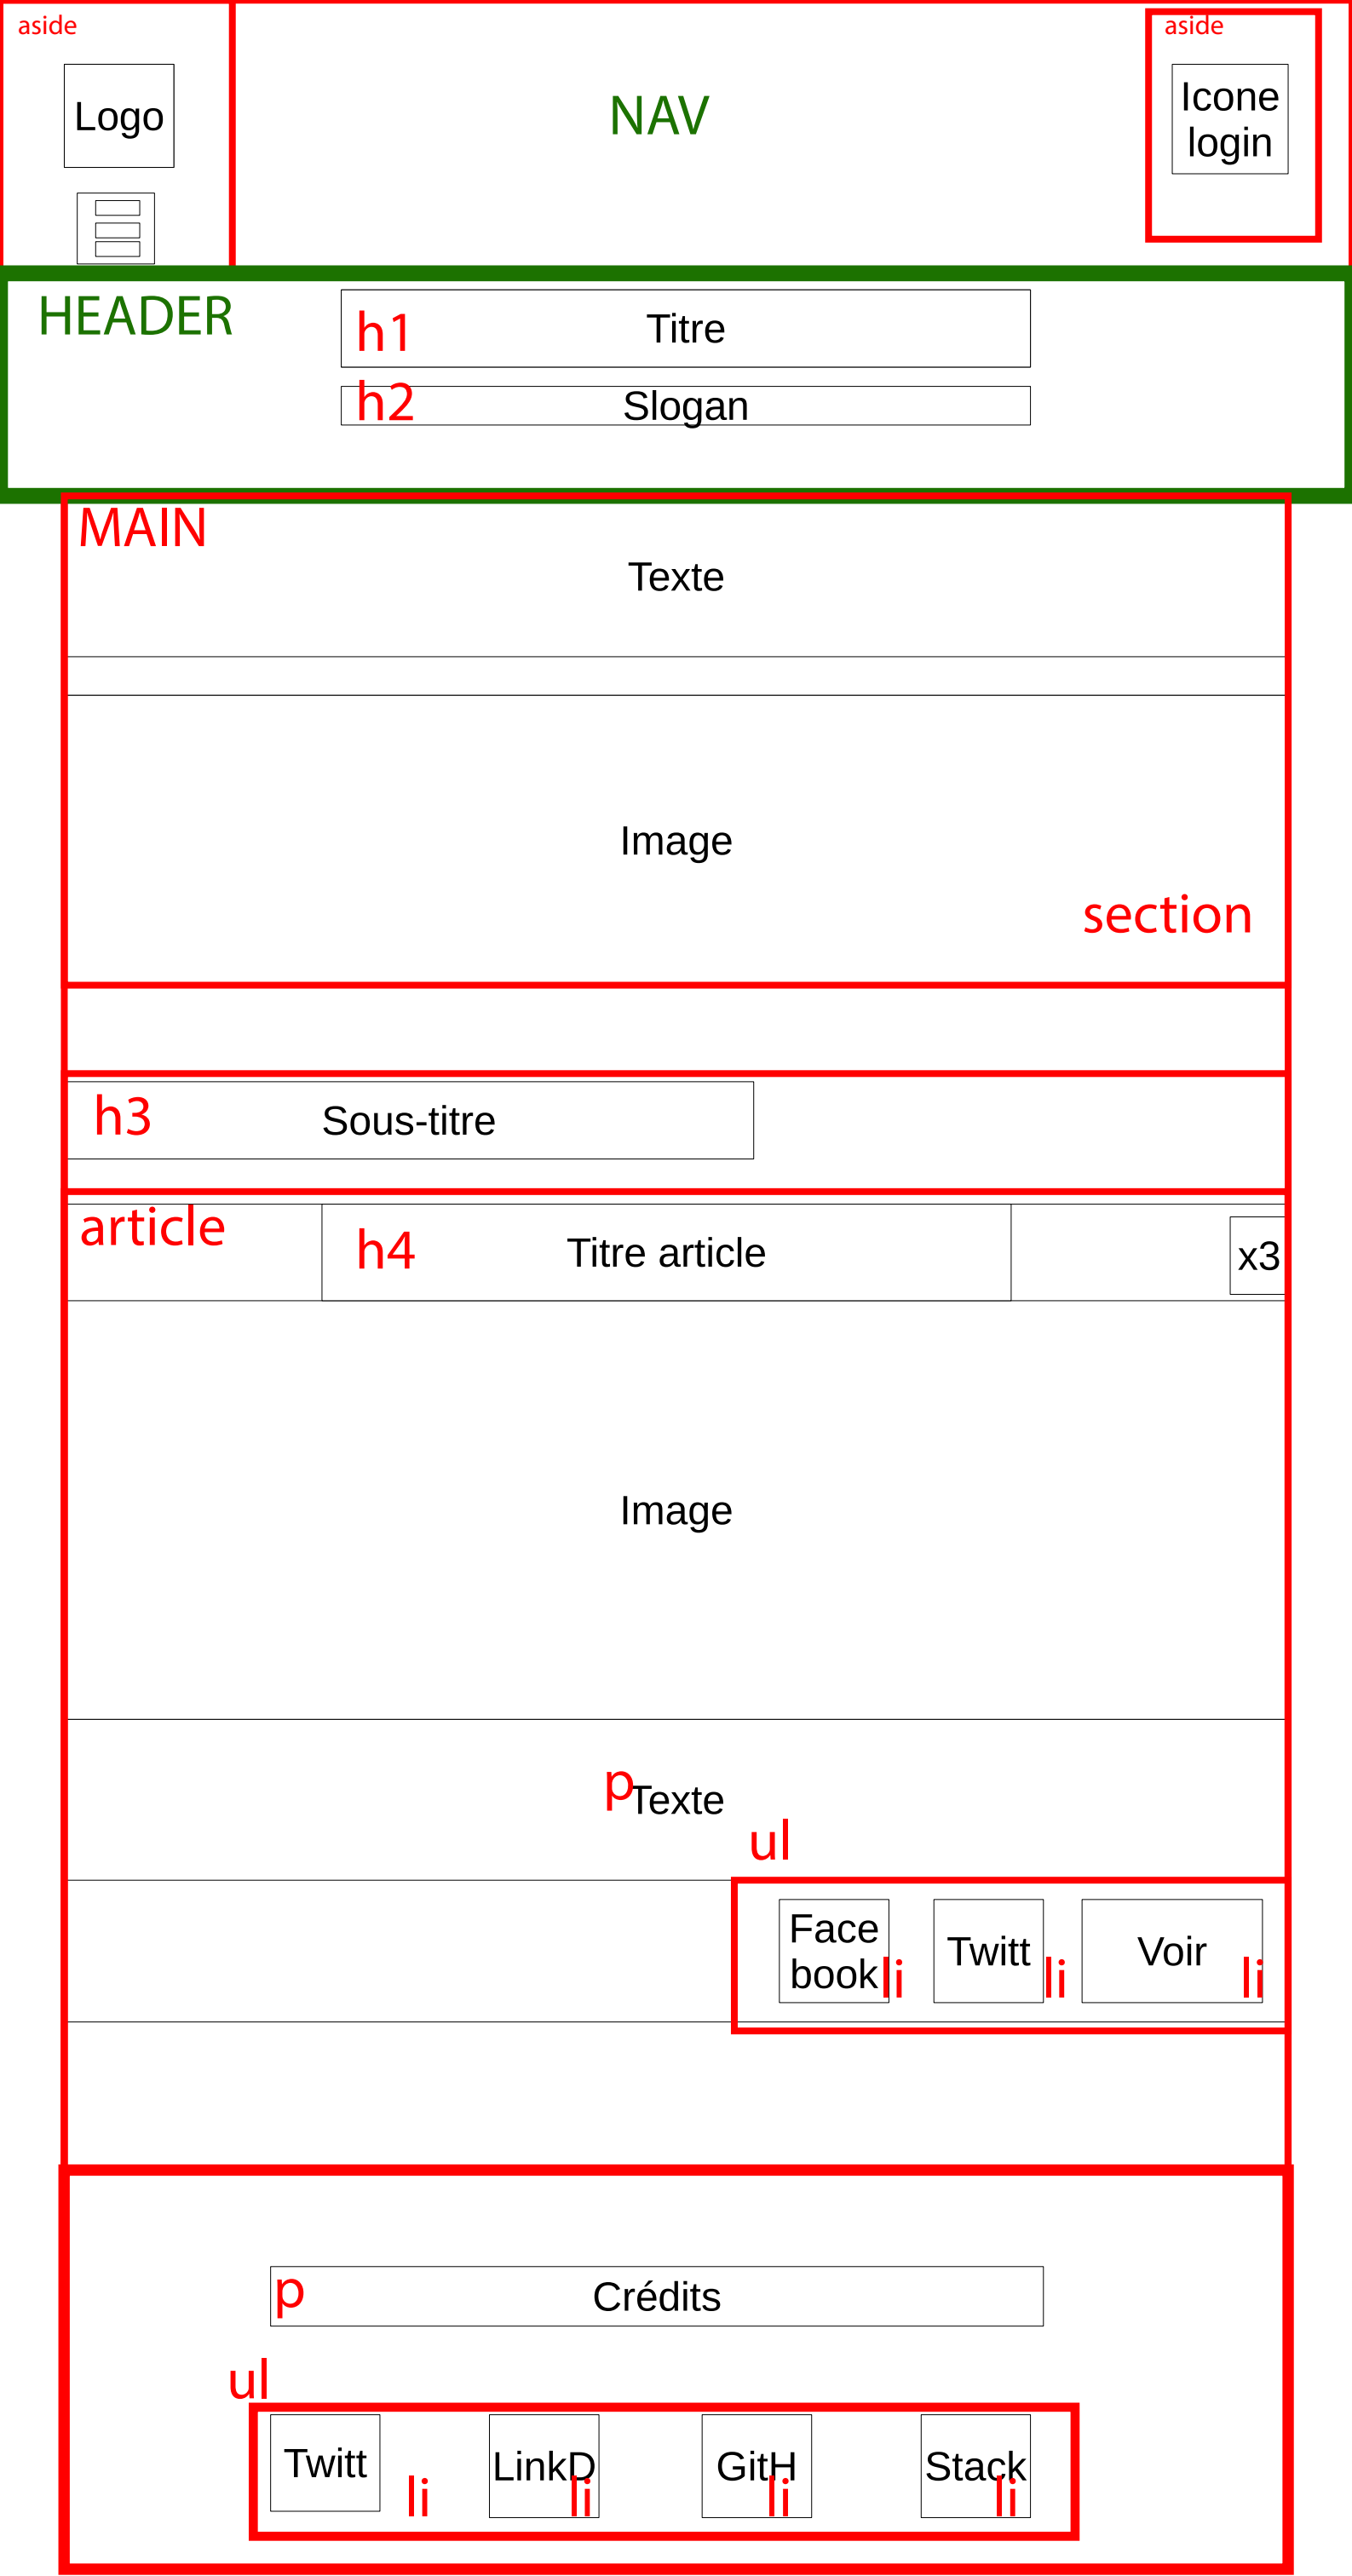 aside
aside
Logo
NAV
Icone
login
HEADER
h1
Titre
h2
Slogan
MAIN
Texte
Image
section
h3
Sous-titre
article
h4
Titre article
x3
Image
p
Texte
ul
Face
book
li
Twitt
li
Voir
li
p
Crédits
ul
Twitt
li
LinkD
li
GitH
li
Stack
li